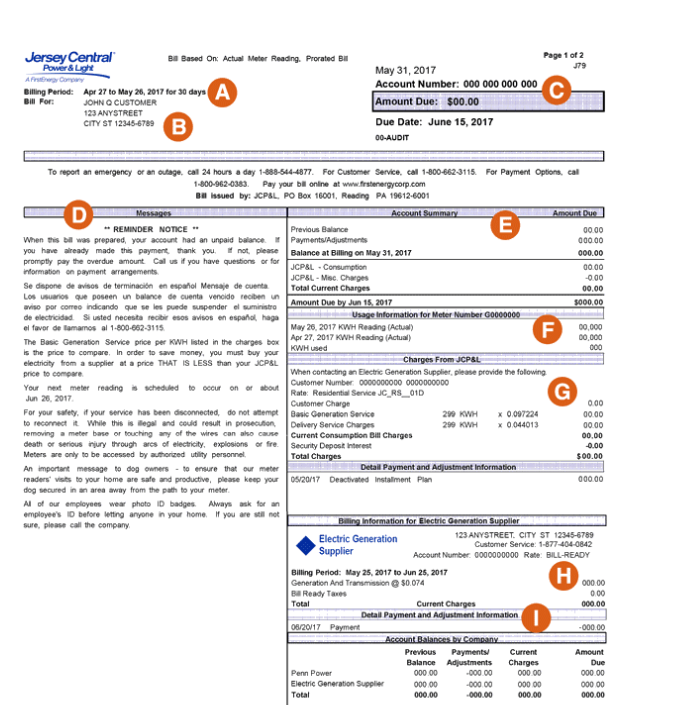 Jersey Central
Power & Light
A FirstEnergy Company
Bill Based On: Actual Meter Reading, Prorated Bill
Page 1 of 2
J79
May 31, 2017
Account Number: 000 000 000 000
C
Amount Due: $00.00
Due Date: June 15, 2017
00-AUDIT
Billing Period: Apr 27 to May 26, 2017 for 30 days
A
Bill For: JOHN Q CUSTOMER
123 ANYSTREET
CITY ST 12345-6789
B
To report an emergency or an outage, call 24 hours a day 1-888-544-4877. For Customer Service, call 1-800-662-3115. For Payment Options, call
1-800-962-0383. Pay your bill online at www.firstenergycorp.com
Bill issued by: JCP&L, PO Box 16001, Reading PA 19612-6001
D
Messages
** REMINDER NOTICE **
When this bill was prepared, your account had an unpaid balance. If
you have already made this payment, thank you. If not, please
promptly pay the overdue amount. Call us if you have questions or for
information on payment arrangements.
Se dispone de avisos de terminación en español Mensaje de cuenta.
Los usuarios que poseen un balance de cuenta vencido reciben un
aviso por correo indicando que se les puede suspender el suministro
de electricidad. Si usted necesita recibir esos avisos en español, haga
el favor de llamarnos al 1-800-662-3115.
The Basic Generation Service price per KWH listed in the charges box
is the price to compare. In order to save money, you must buy your
electricity from a supplier at a price THAT IS LESS than your JCP&L
price to compare.
Your next meter reading is scheduled to occur on or about
Jun 26, 2017.
For your safety, if your service has been disconnected, do not attempt
to reconnect it. While this is illegal and could result in prosecution,
removing a meter base or touching any of the wires can also cause
death or serious injury through arcs of electricity, explosions or fire.
Meters are only to be accessed by authorized utility personnel.
An important message to dog owners - to ensure that our meter
readers' visits to your home are safe and productive, please keep your
dog secured in an area away from the path to your meter.
All of our employees wear photo ID badges. Always ask for an
employee's ID before letting anyone in your home. If you are still not
sure, please call the company.
Account Summary Amount Due
E
Previous Balance 00.00
Payments/Adjustments 000.00
Balance at Billing on May 31, 2017 000.00
JCP&L - Consumption 00.00
JCP&L - Misc. Charges -0.00
Total Current Charges 00.00
Amount Due by Jun 15, 2017 $000.00
Usage Information for Meter Number G0000000
F
May 26, 2017 KWH Reading (Actual) 00,000
Apr 27, 2017 KWH Reading (Actual) 00,000
KWH used 000
Charges From JCP&L
When contacting an Electric Generation Supplier, please provide the following.
Customer Number: 0000000000 0000000000
G
Rate: Residential Service JC_RS__01D
Customer Charge 0.00
Basic Generation Service 299 KWH x 0.097224 00.00
Delivery Service Charges 299 KWH x 0.044013 00.00
Current Consumption Bill Charges 00.00
Security Deposit Interest -0.00
Total Charges $00.00
Detail Payment and Adjustment Information
05/20/17 Deactivated Installment Plan 000.00
Billing Information for Electric Generation Supplier
Electric Generation
Supplier
123 ANYSTREET, CITY ST 12345-6789
Customer Service: 1-877-404-0842
Account Number: 0000000000 Rate: BILL-READY
H
Billing Period: May 25, 2017 to Jun 25, 2017
Generation And Transmission @ $0.074 000.00
Bill Ready Taxes 0.00
Total Current Charges 000.00
Detail Payment and Adjustment Information
I
06/20/17 Payment -000.00
Account Balances by Company
Previous Payments/ Current Amount
Balance Adjustments Charges Due
Penn Power 000.00 -000.00 000.00 000.00
Electric Generation Supplier 000.00 -000.00 000.00 000.00
Total 000.00 -000.00 000.00 000.00